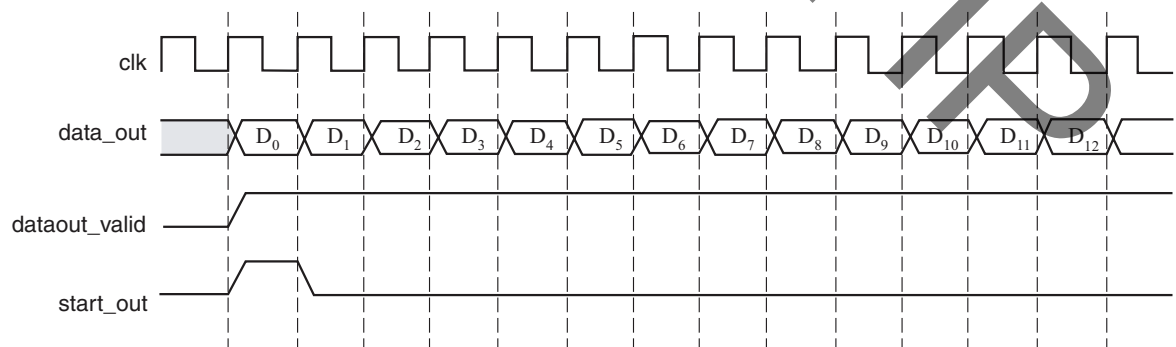 clk
data_out D0 D1 D2 D3 D4 D5 D6 D7 D8 D9 D10 D11 D12
dataout_valid
start_out